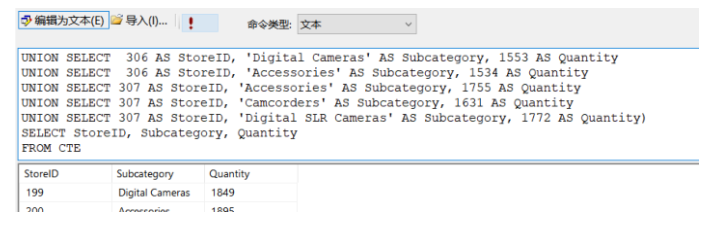 编辑为文本(E) 导入(I)... ! 命令类型: 文本
UNION SELECT  306 AS StoreID, 'Digital Cameras' AS Subcategory, 1553 AS Quantity
UNION SELECT  306 AS StoreID, 'Accessories' AS Subcategory, 1534 AS Quantity
UNION SELECT 307 AS StoreID, 'Accessories' AS Subcategory, 1755 AS Quantity
UNION SELECT 307 AS StoreID, 'Camcorders' AS Subcategory, 1631 AS Quantity
UNION SELECT 307 AS StoreID, 'Digital SLR Cameras' AS Subcategory, 1772 AS Quantity)
SELECT StoreID, Subcategory, Quantity
FROM CTE
StoreID Subcategory Quantity
199 Digital Cameras 1849
200 Accessories 1895